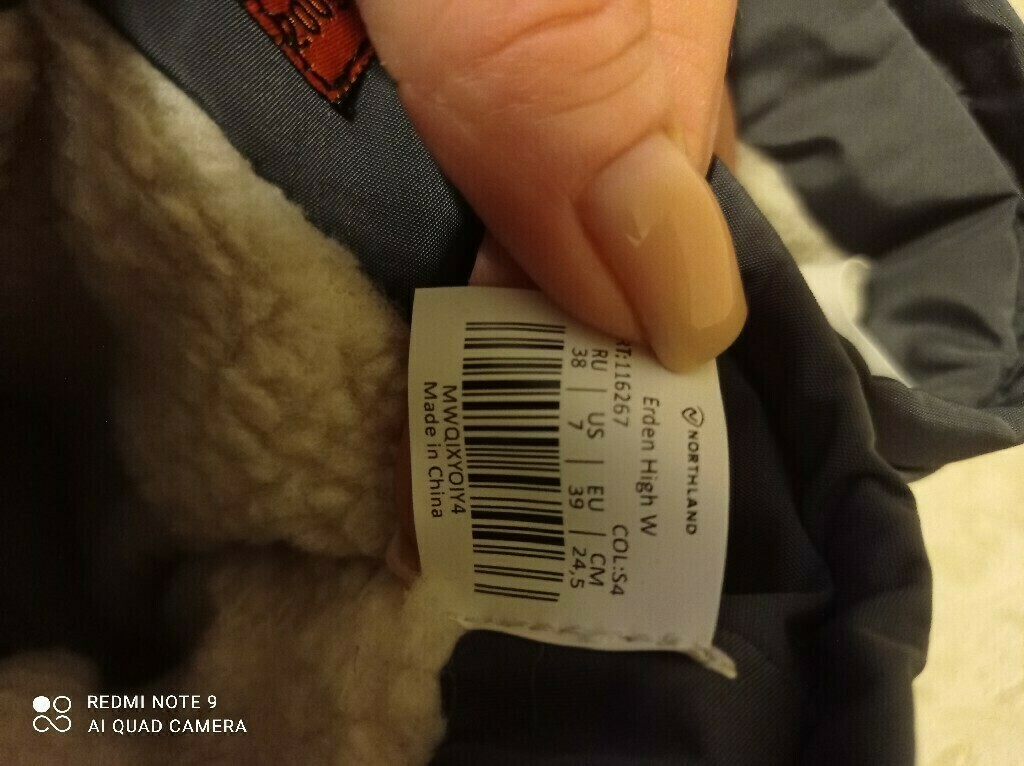 NORTHLAND
Erden High W
RT:116267 COL:S4
RU | US | EU | CM
38 | 7 | 39 | 24,5
MWQIXYOIY4
Made in China
REDMI NOTE 9
AI QUAD CAMERA